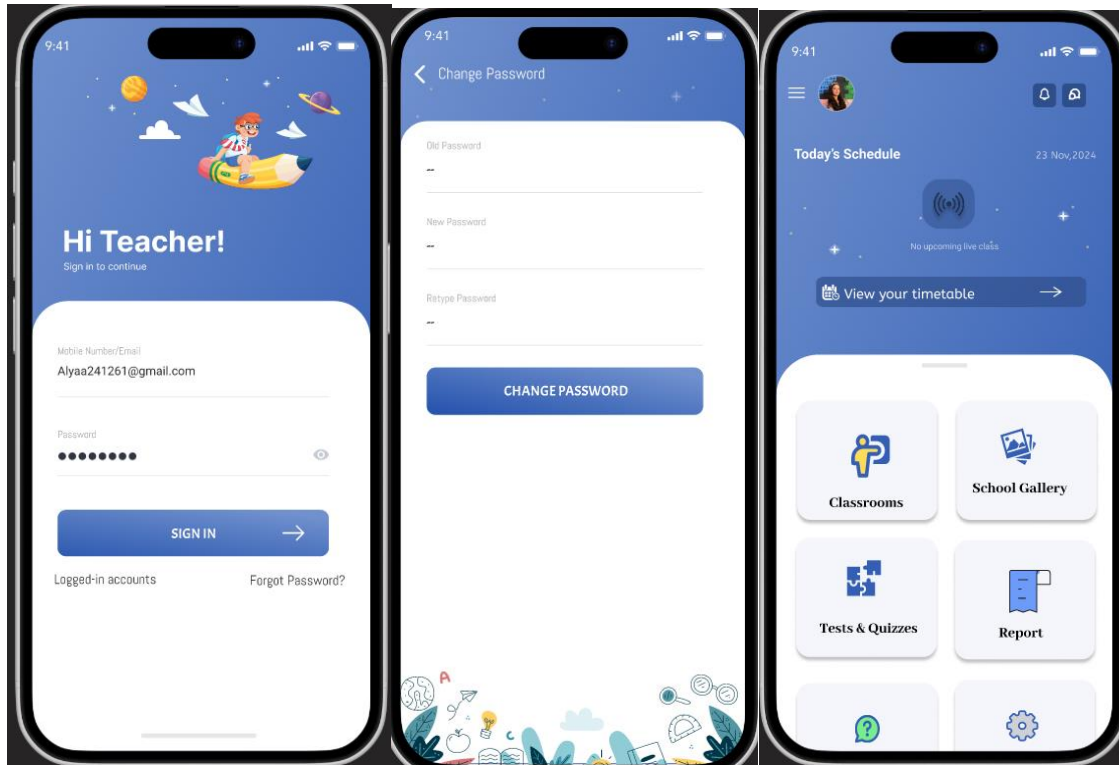 9:41
Hi Teacher!
Sign in to continue
Mobile Number/Email
Alyaa241261@gmail.com
Password
SIGN IN
Logged-in accounts
Forgot Password?
9:41
Change Password
Old Password
--
New Password
--
Retype Password
--
CHANGE PASSWORD
A
C
9:41
Today's Schedule
23 Nov,2024
No upcoming live class
View your timetable
Classrooms
School Gallery
Tests & Quizzes
Report
?